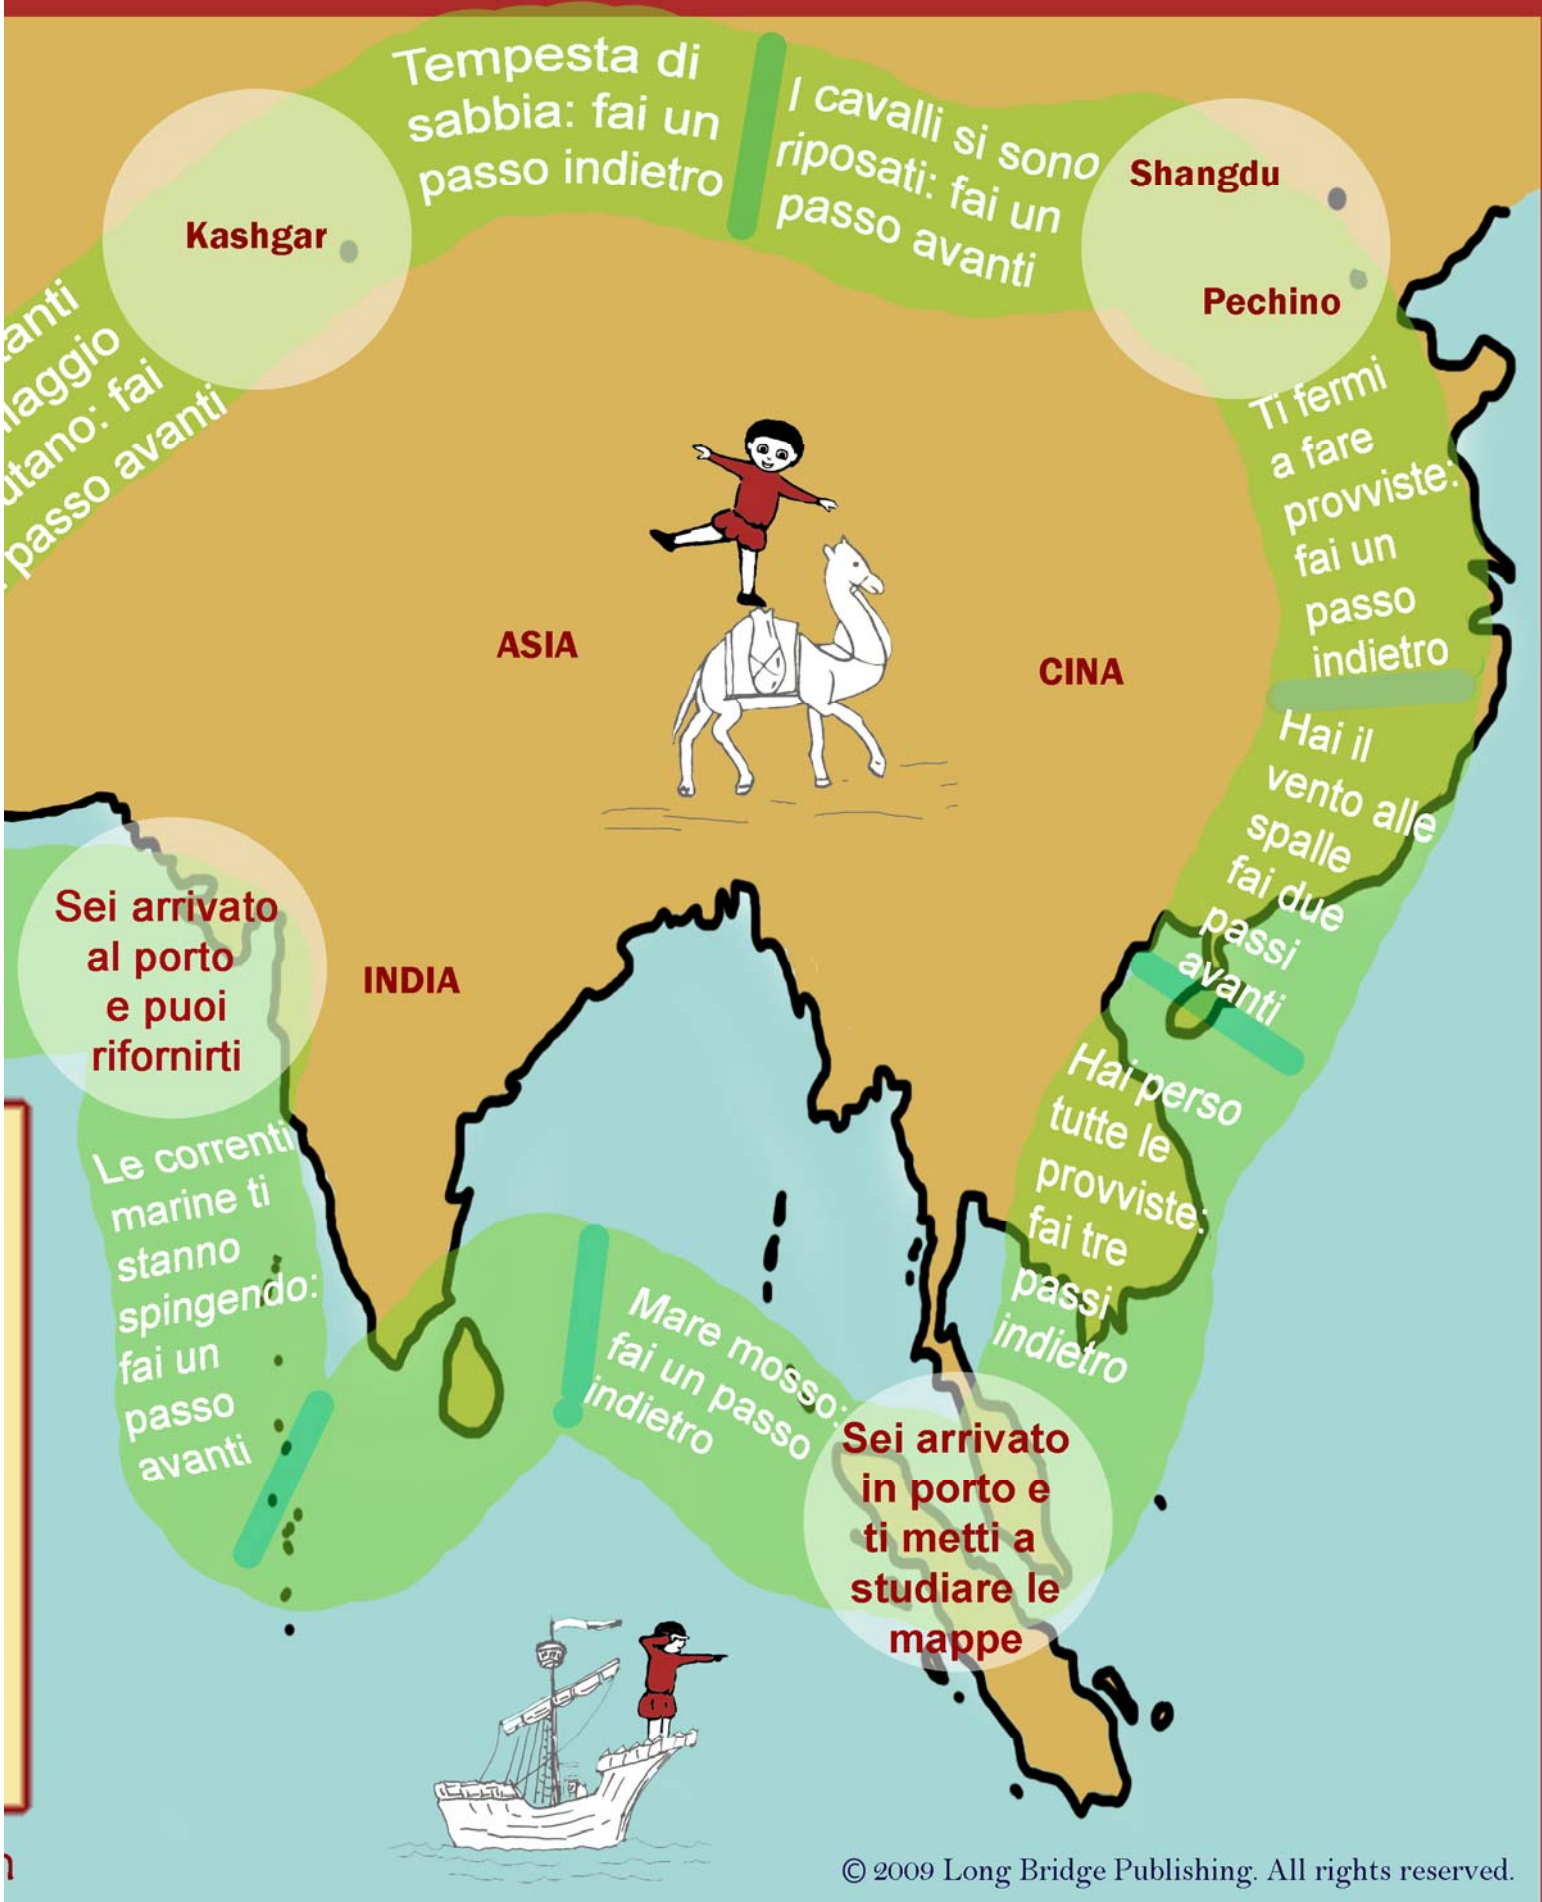 Tempesta di
sabbia: fai un
passo indietro
I cavalli si sono
riposati: fai un
passo avanti
Shangdu
Pechino
Kashgar
passo avanti
fai
Ti fermi
a fare
provviste:
fai un
passo
indietro
ASIA
CINA
Hai il
vento alle
spalle
fai due
passi
avanti
Sei arrivato
al porto
e puoi
rifornirti
INDIA
Hai perso
tutte le
provviste:
fai tre
passi
indietro
Le correnti
marine ti
stanno
spingendo:
fai un
passo
avanti
Mare mosso:
fai un passo
indietro
Sei arrivato
in porto e
ti metti a
studiare le
mappe
© 2009 Long Bridge Publishing. All rights reserved.